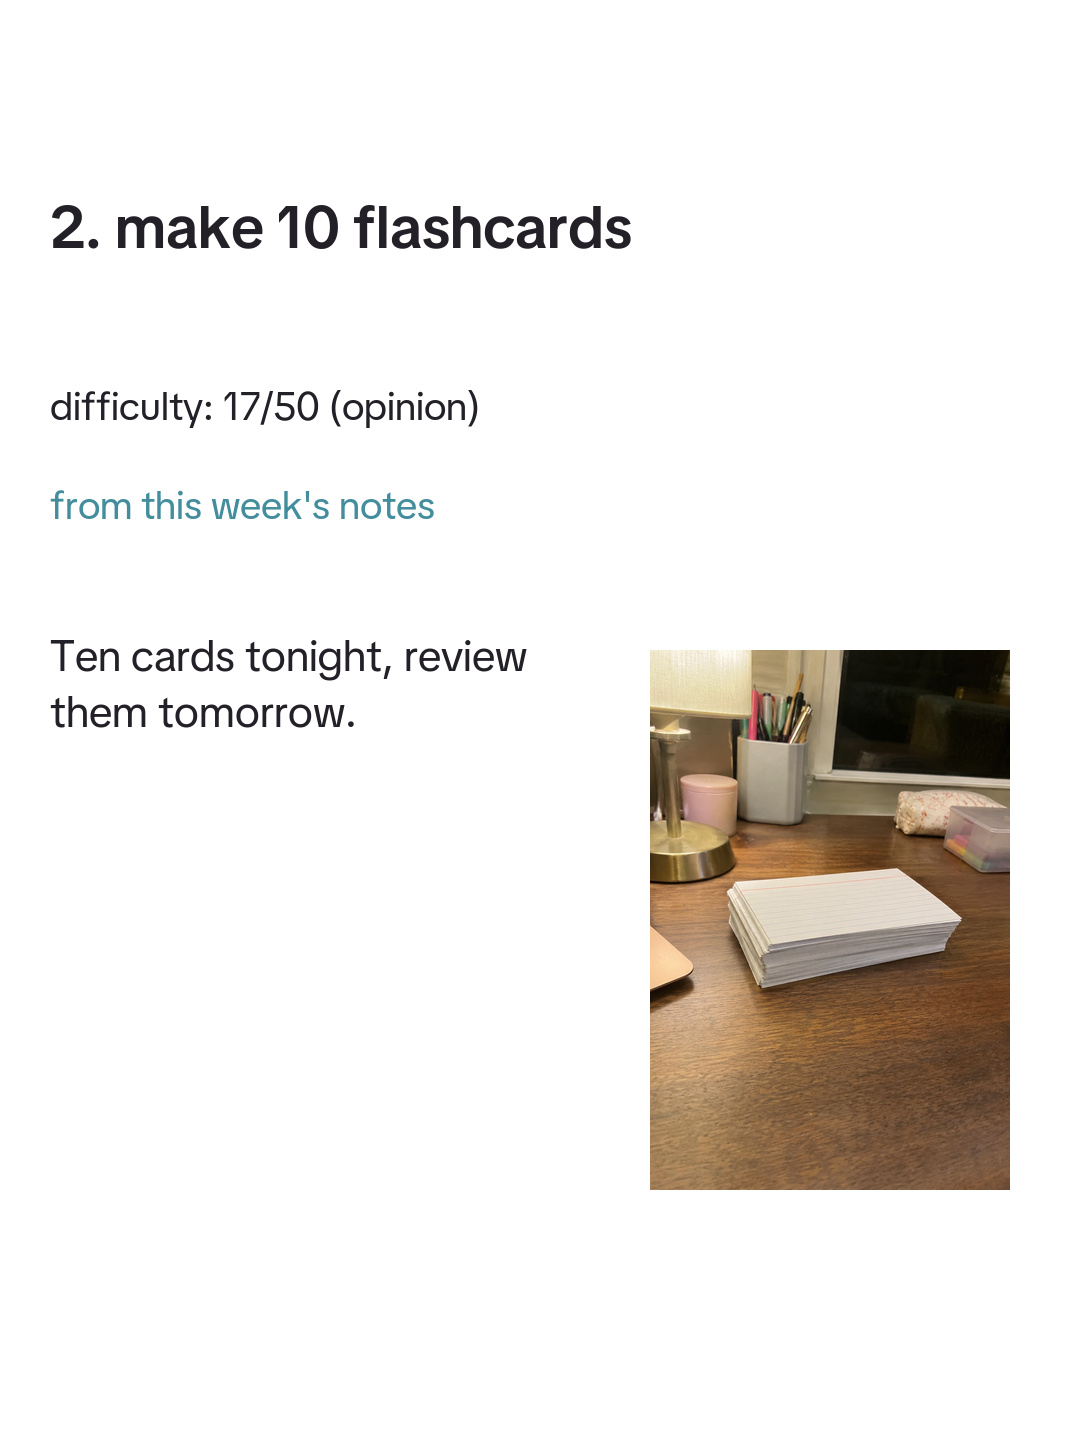 2. make 10 flashcards
difficulty: 17/50 (opinion)
from this week's notes
Ten cards tonight, review
them tomorrow.